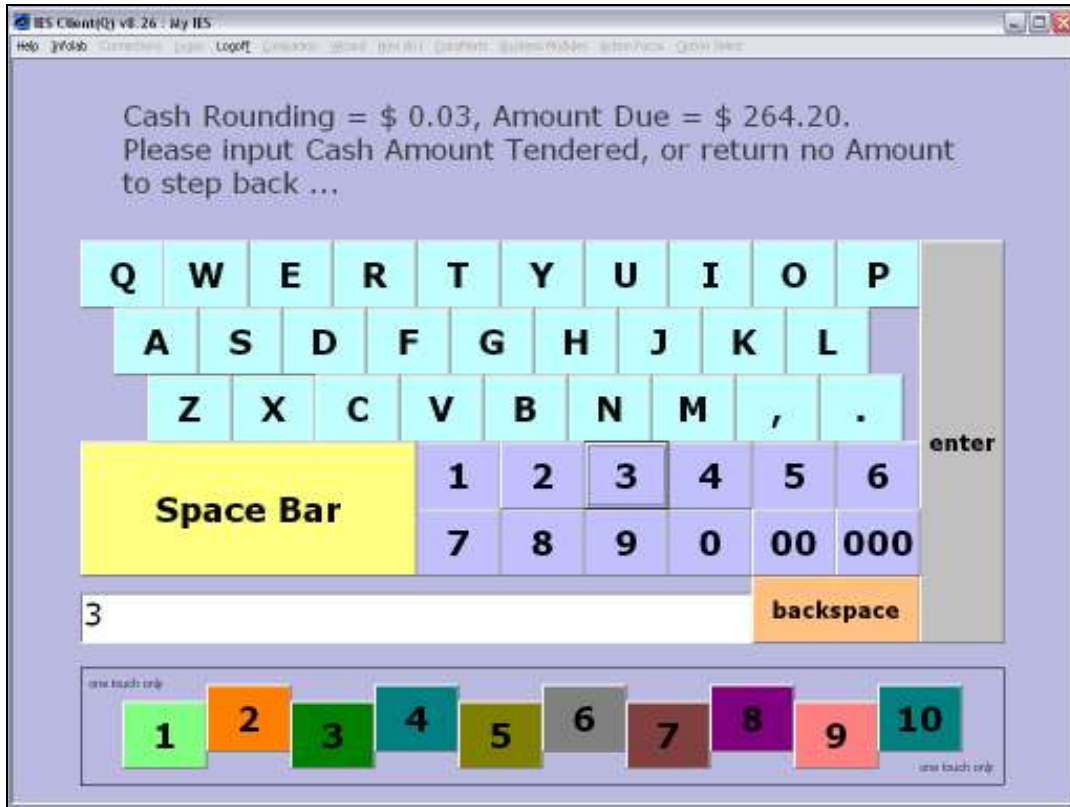 IES Client(Q) v8.26 : My IES
Help Infolab Logoff
Cash Rounding = $ 0.03, Amount Due = $ 264.20.
Please input Cash Amount Tendered, or return no Amount
to step back ...
Q W E R T Y U I O P
A S D F G H J K L
Z X C V B N M , .
enter
Space Bar
1 2 3 4 5 6
7 8 9 0 00 000
3
backspace
one touch only
1 2 3 4 5 6 7 8 9 10
one touch only